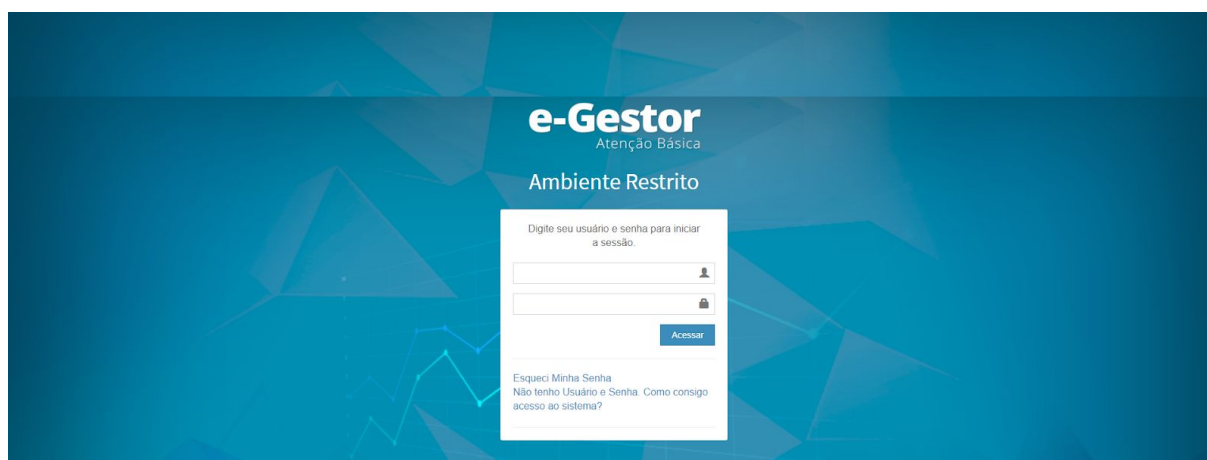 e-Gestor
Atenção Básica
Ambiente Restrito
Digite seu usuário e senha para iniciar
a sessão.
Acessar
Esqueci Minha Senha
Não tenho Usuário e Senha. Como consigo
acesso ao sistema?